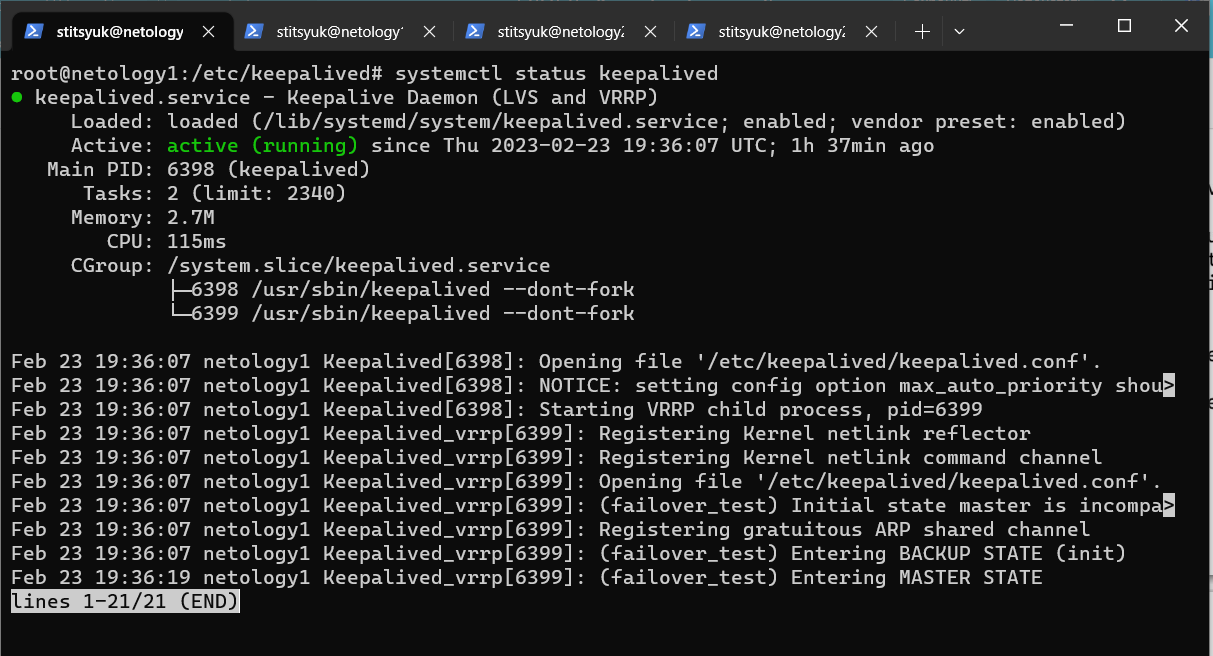 stitsyuk@netology
stitsyuk@netology1
stitsyuk@netology2
stitsyuk@netology2
root@netology1:/etc/keepalived# systemctl status keepalived
● keepalived.service - Keepalive Daemon (LVS and VRRP)
Loaded: loaded (/lib/systemd/system/keepalived.service; enabled; vendor preset: enabled)
Active: active (running) since Thu 2023-02-23 19:36:07 UTC; 1h 37min ago
Main PID: 6398 (keepalived)
Tasks: 2 (limit: 2340)
Memory: 2.7M
CPU: 115ms
CGroup: /system.slice/keepalived.service
├─6398 /usr/sbin/keepalived --dont-fork
└─6399 /usr/sbin/keepalived --dont-fork
Feb 23 19:36:07 netology1 Keepalived[6398]: Opening file '/etc/keepalived/keepalived.conf'.
Feb 23 19:36:07 netology1 Keepalived[6398]: NOTICE: setting config option max_auto_priority shou>
Feb 23 19:36:07 netology1 Keepalived[6398]: Starting VRRP child process, pid=6399
Feb 23 19:36:07 netology1 Keepalived_vrrp[6399]: Registering Kernel netlink reflector
Feb 23 19:36:07 netology1 Keepalived_vrrp[6399]: Registering Kernel netlink command channel
Feb 23 19:36:07 netology1 Keepalived_vrrp[6399]: Opening file '/etc/keepalived/keepalived.conf'.
Feb 23 19:36:07 netology1 Keepalived_vrrp[6399]: (failover_test) Initial state master is incompa>
Feb 23 19:36:07 netology1 Keepalived_vrrp[6399]: Registering gratuitous ARP shared channel
Feb 23 19:36:07 netology1 Keepalived_vrrp[6399]: (failover_test) Entering BACKUP STATE (init)
Feb 23 19:36:19 netology1 Keepalived_vrrp[6399]: (failover_test) Entering MASTER STATE
lines 1-21/21 (END)